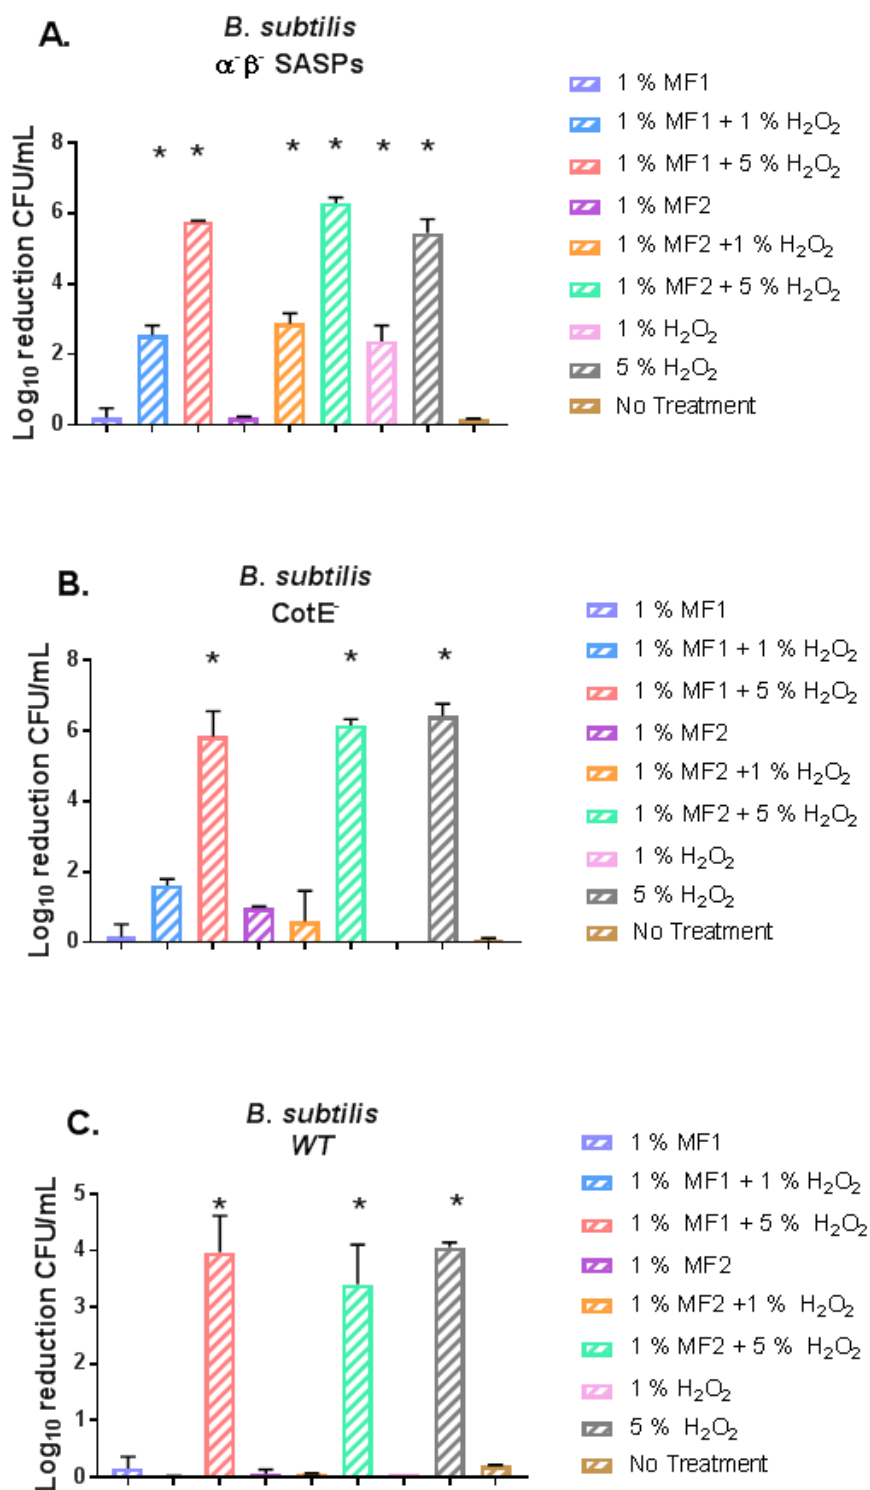 A.
B. subtilis
α⁻β⁻ SASPs
Log₁₀ reduction CFU/mL
8
6
4
2
0
* * * * * *
1 % MF1
1 % MF1 + 1 % H₂O₂
1 % MF1 + 5 % H₂O₂
1 % MF2
1 % MF2 +1 % H₂O₂
1 % MF2 + 5 % H₂O₂
1 % H₂O₂
5 % H₂O₂
No Treatment
B.
B. subtilis
CotE⁻
Log₁₀ reduction CFU/mL
8
6
4
2
0
* * *
1 % MF1
1 % MF1 + 1 % H₂O₂
1 % MF1 + 5 % H₂O₂
1 % MF2
1 % MF2 +1 % H₂O₂
1 % MF2 + 5 % H₂O₂
1 % H₂O₂
5 % H₂O₂
No Treatment
C.
B. subtilis
WT
Log₁₀ reduction CFU/mL
5
4
3
2
1
0
* * *
1 % MF1
1 % MF1 + 1 % H₂O₂
1 % MF1 + 5 % H₂O₂
1 % MF2
1 % MF2 +1 % H₂O₂
1 % MF2 + 5 % H₂O₂
1 % H₂O₂
5 % H₂O₂
No Treatment